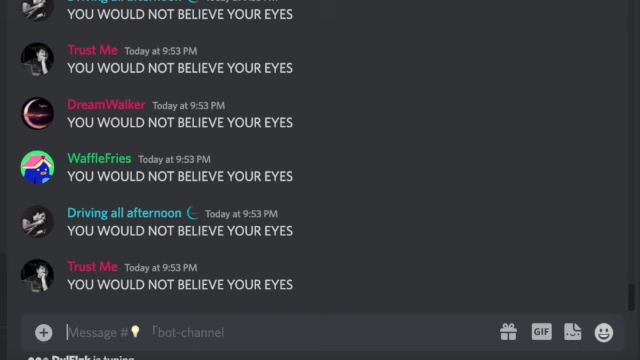 Driving all afternoon
YOU WOULD NOT BELIEVE YOUR EYES
Trust Me Today at 9:53 PM
YOU WOULD NOT BELIEVE YOUR EYES
DreamWalker Today at 9:53 PM
YOU WOULD NOT BELIEVE YOUR EYES
WaffleFries Today at 9:53 PM
YOU WOULD NOT BELIEVE YOUR EYES
Driving all afternoon Today at 9:53 PM
YOU WOULD NOT BELIEVE YOUR EYES
Trust Me Today at 9:53 PM
YOU WOULD NOT BELIEVE YOUR EYES
Message #💡「bot-channel
GIF
is typing